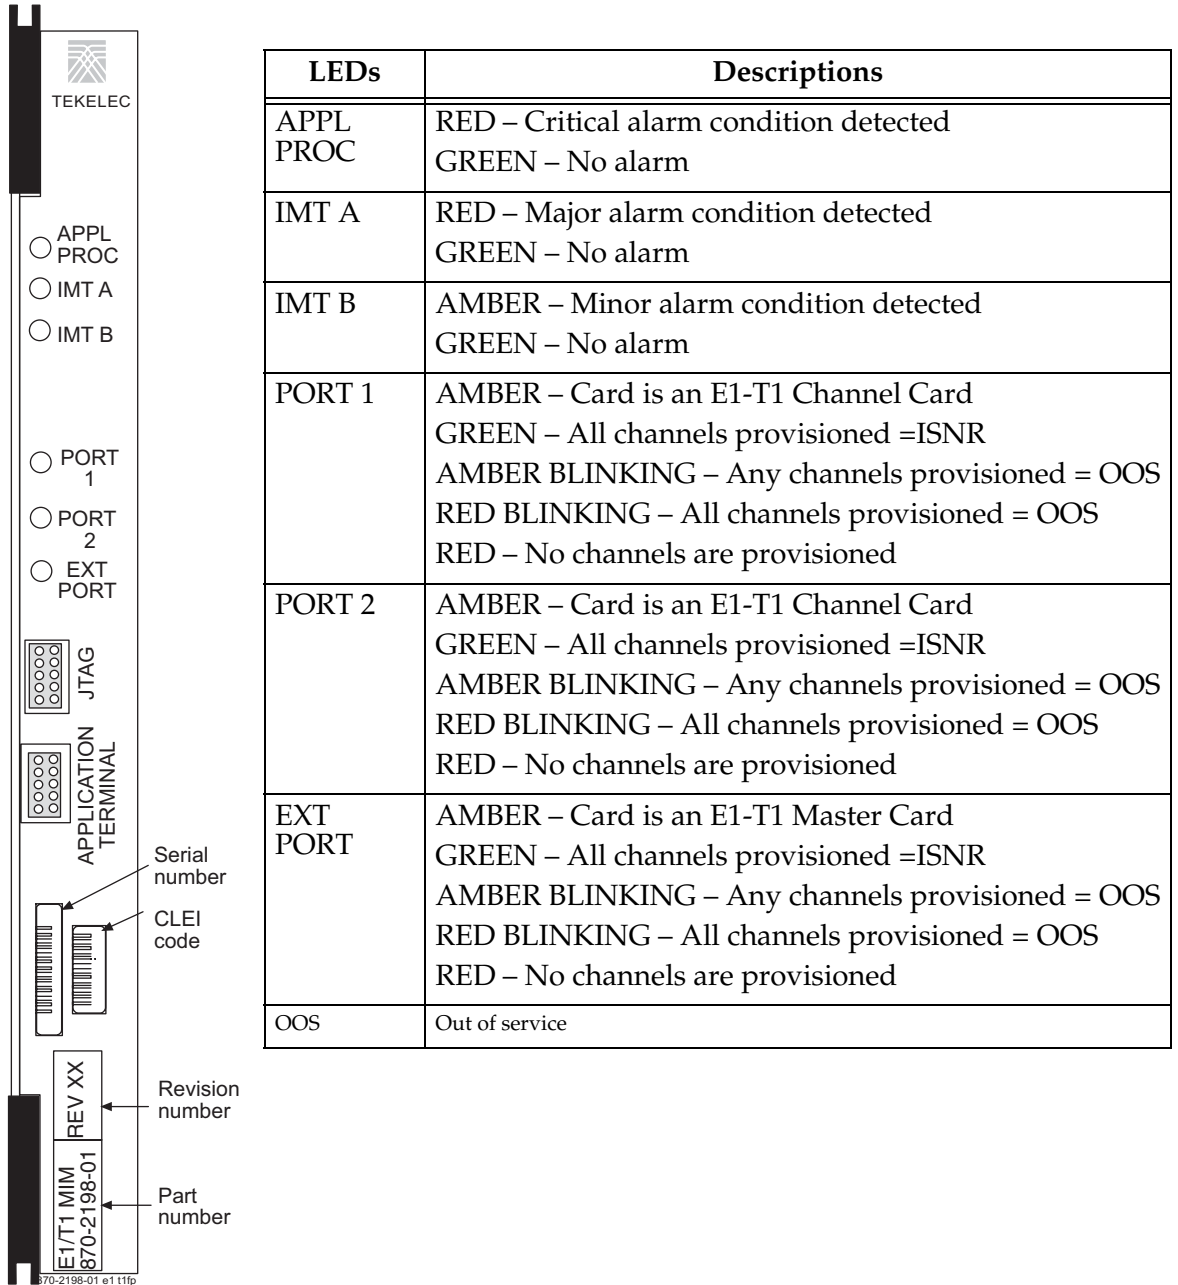 TEKELEC
APPL
PROC
IMT A
IMT B
PORT
1
PORT
2
EXT
PORT
JTAG
APPLICATION
TERMINAL
Serial
number
CLEI
code
REV XX
Revision
number
E1/T1 MIM
870-2198-01
Part
number
870-2198-01 e1 t1fp
LEDs Descriptions
APPL
PROC
RED – Critical alarm condition detected
GREEN – No alarm
IMT A RED – Major alarm condition detected
GREEN – No alarm
IMT B AMBER – Minor alarm condition detected
GREEN – No alarm
PORT 1 AMBER – Card is an E1-T1 Channel Card
GREEN – All channels provisioned =ISNR
AMBER BLINKING – Any channels provisioned = OOS
RED BLINKING – All channels provisioned = OOS
RED – No channels are provisioned
PORT 2 AMBER – Card is an E1-T1 Channel Card
GREEN – All channels provisioned =ISNR
AMBER BLINKING – Any channels provisioned = OOS
RED BLINKING – All channels provisioned = OOS
RED – No channels are provisioned
EXT
PORT
AMBER – Card is an E1-T1 Master Card
GREEN – All channels provisioned =ISNR
AMBER BLINKING – Any channels provisioned = OOS
RED BLINKING – All channels provisioned = OOS
RED – No channels are provisioned
OOS Out of service